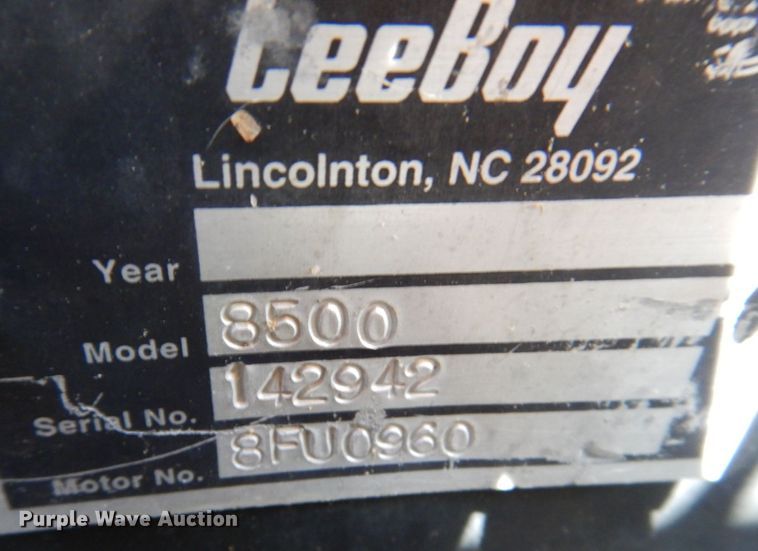 LeeBoy
Lincolnton, NC 28092
Year
Model 8500
Serial No. 142942
Motor No. 8FU0960
Purple Wave Auction